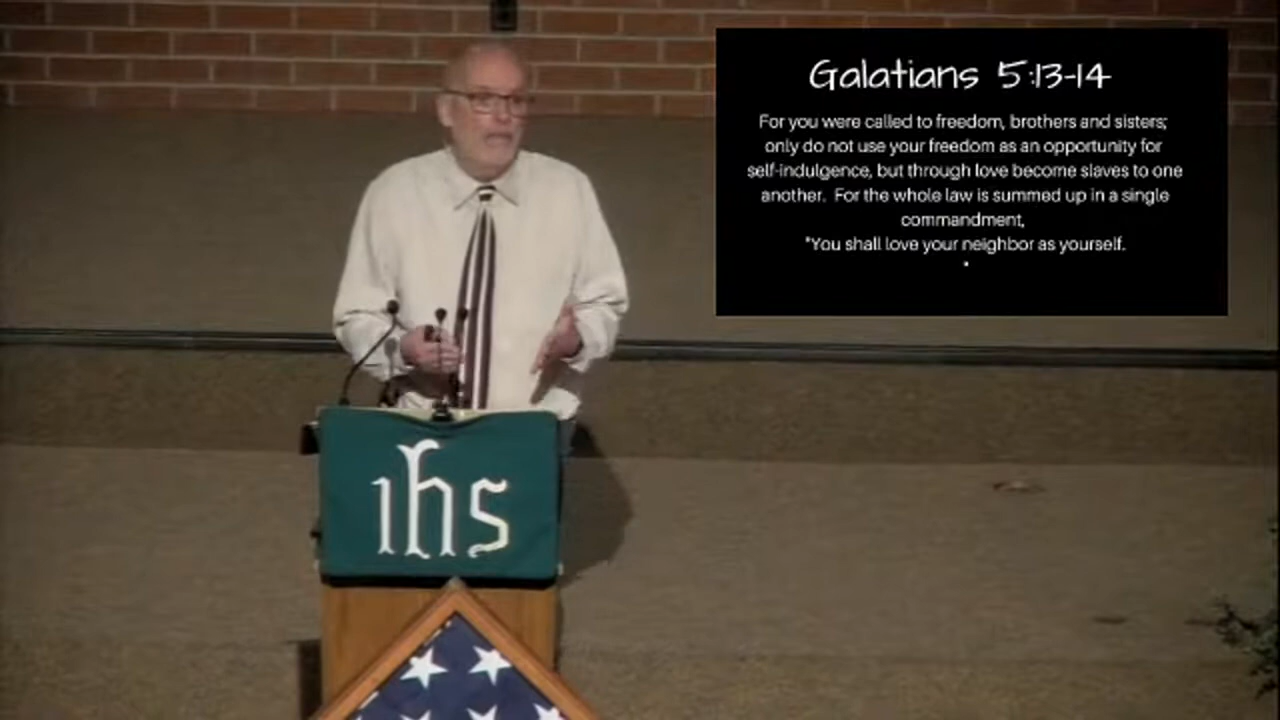 Galatians 5:13-14
For you were called to freedom, brothers and sisters;
only do not use your freedom as an opportunity for
self-indulgence, but through love become slaves to one
another.  For the whole law is summed up in a single
commandment,
"You shall love your neighbor as yourself.
.
ihs